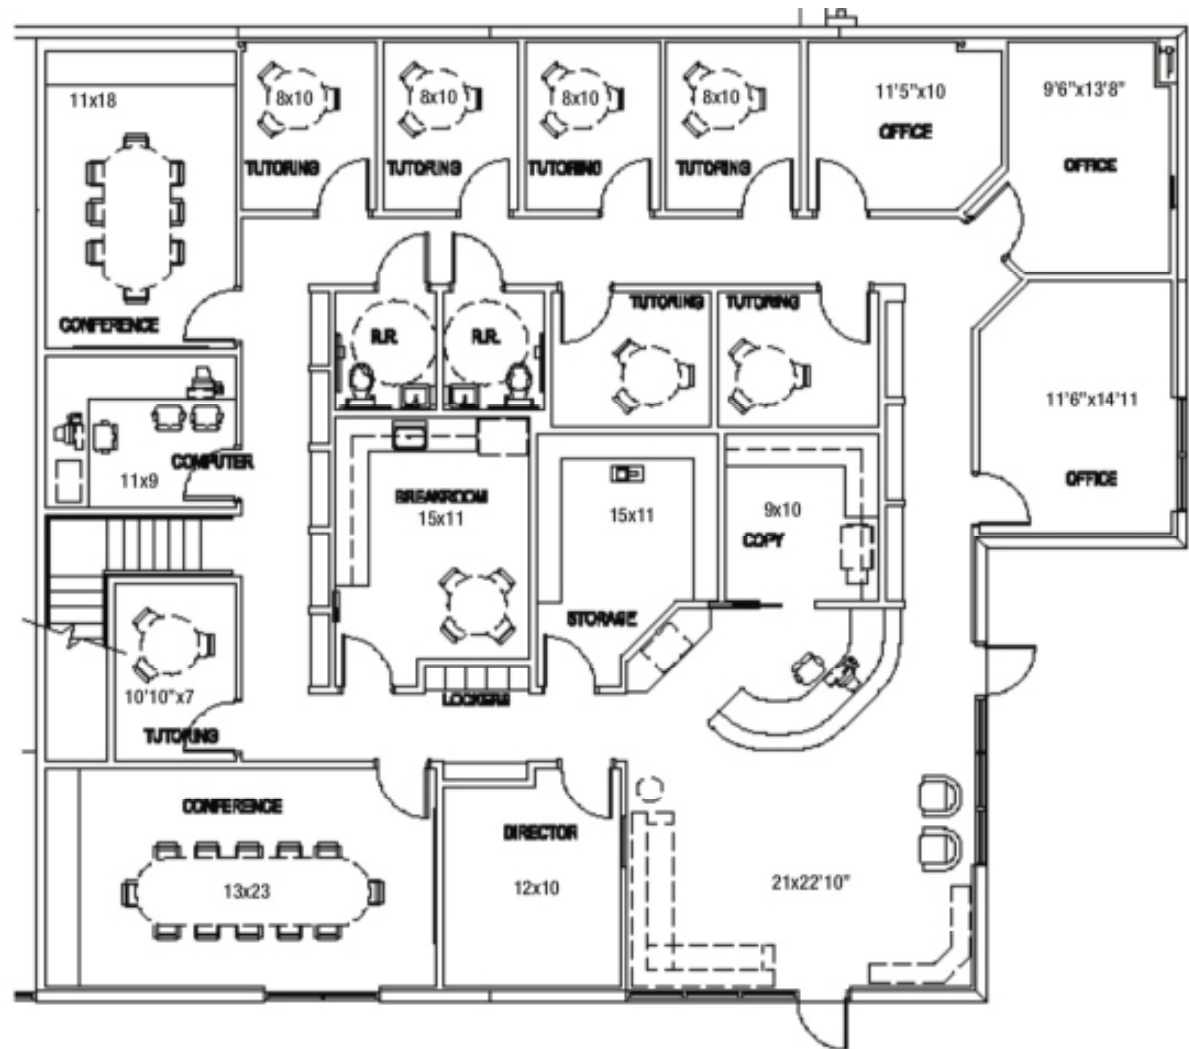 11x18
CONFERENCE
8x10
TUTORING
8x10
TUTORING
8x10
TUTORING
8x10
TUTORING
11'5"x10
OFFICE
9'6"x13'8"
OFFICE
R.R.
R.R.
TUTORING
TUTORING
11'6"x14'11
OFFICE
COMPUTER
11x9
BREAKROOM
15x11
15x11
STORAGE
9x10
COPY
10'10"x7
TUTORING
LOCKERS
CONFERENCE
13x23
DIRECTOR
12x10
21x22'10"